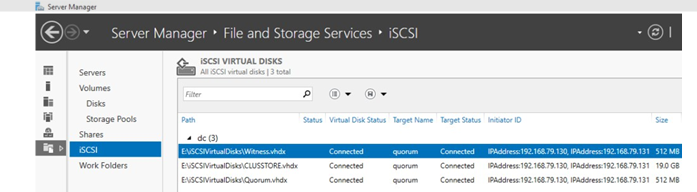 Server Manager
Server Manager ▸ File and Storage Services ▸ iSCSI
Servers
Volumes
Disks
Storage Pools
Shares
iSCSI
Work Folders
iSCSI VIRTUAL DISKS
All iSCSI virtual disks | 3 total
Filter
Path Status Virtual Disk Status Target Name Target Status Initiator ID Size
dc (3)
E:\iSCSIVirtualDisks\Witness.vhdx Connected quorum Connected IPAddress:192.168.79.130, IPAddress:192.168.79.131 512 MB
E:\iSCSIVirtualDisks\CLUSSTORE.vhdx Connected quorum Connected IPAddress:192.168.79.130, IPAddress:192.168.79.131 19.0 GB
E:\iSCSIVirtualDisks\Quorum.vhdx Connected quorum Connected IPAddress:192.168.79.130, IPAddress:192.168.79.131 512 MB